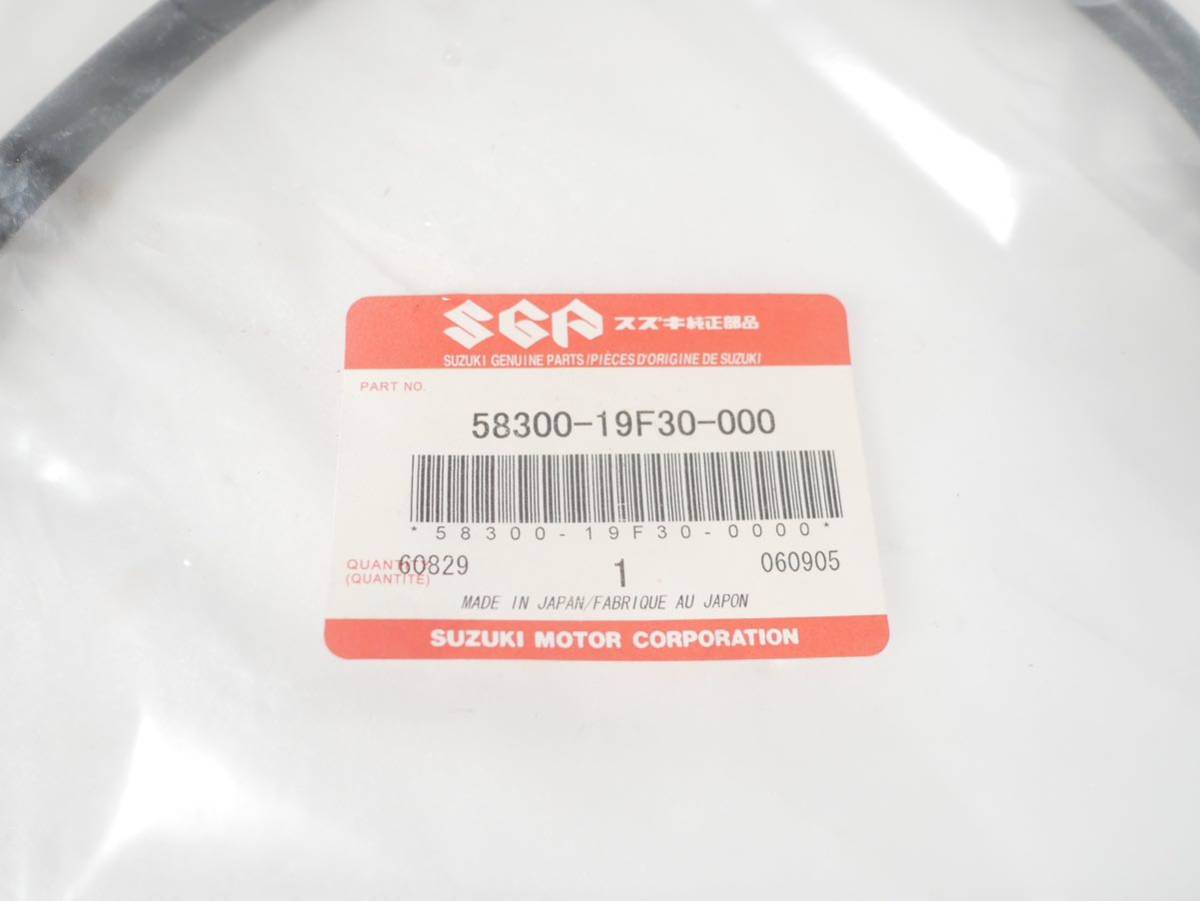 SGP スズキ純正部品
SUZUKI GENUINE PARTS/PIÈCES D'ORIGINE DE SUZUKI
PART NO.
58300-19F30-000
*58300-19F30-0000*
QUANTITY 60829 1 060905
(QUANTITÉ)
MADE IN JAPAN/FABRIQUE AU JAPON
SUZUKI MOTOR CORPORATION